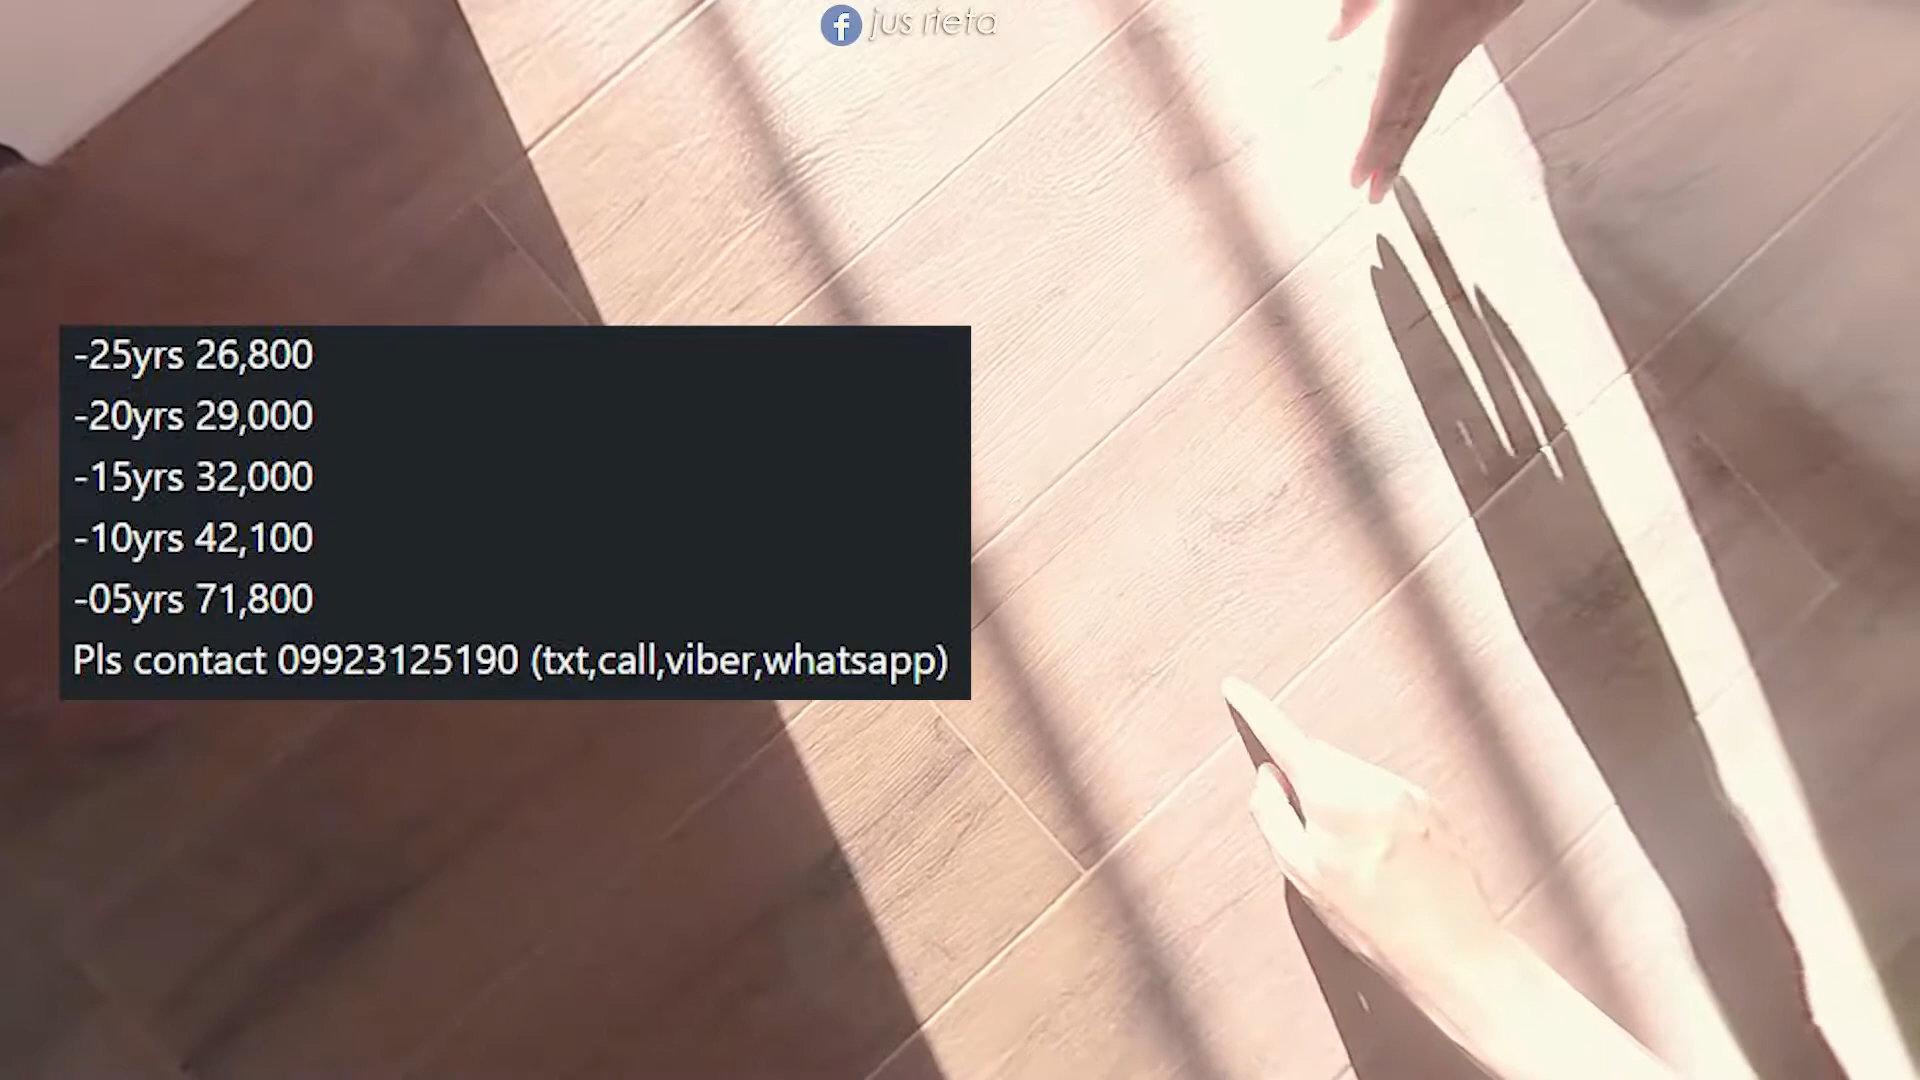 jus rieta
-25yrs 26,800
-20yrs 29,000
-15yrs 32,000
-10yrs 42,100
-05yrs 71,800
Pls contact 09923125190 (txt,call,viber,whatsapp)